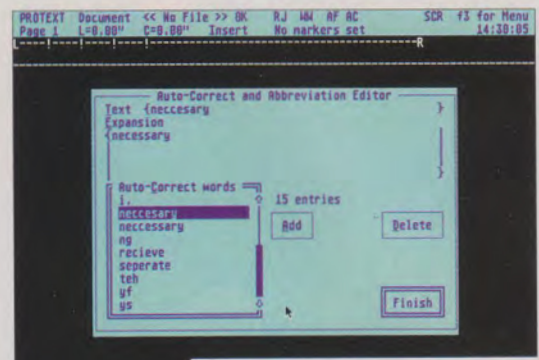 PROTEXT Document << No File >> 0K RJ WW AF AC SCR f3 for Menu
Page 1 L=0.00" C=0.00" Insert No markers set 14:30:05
L R
Auto-Correct and Abbreviation Editor
Text {neccesary }
Expansion
{necessary
}
Auto-Correct words
i.
neccesary 15 entries
neccessary Add Delete
ng
recieve
seperate
teh
yf Finish
ys